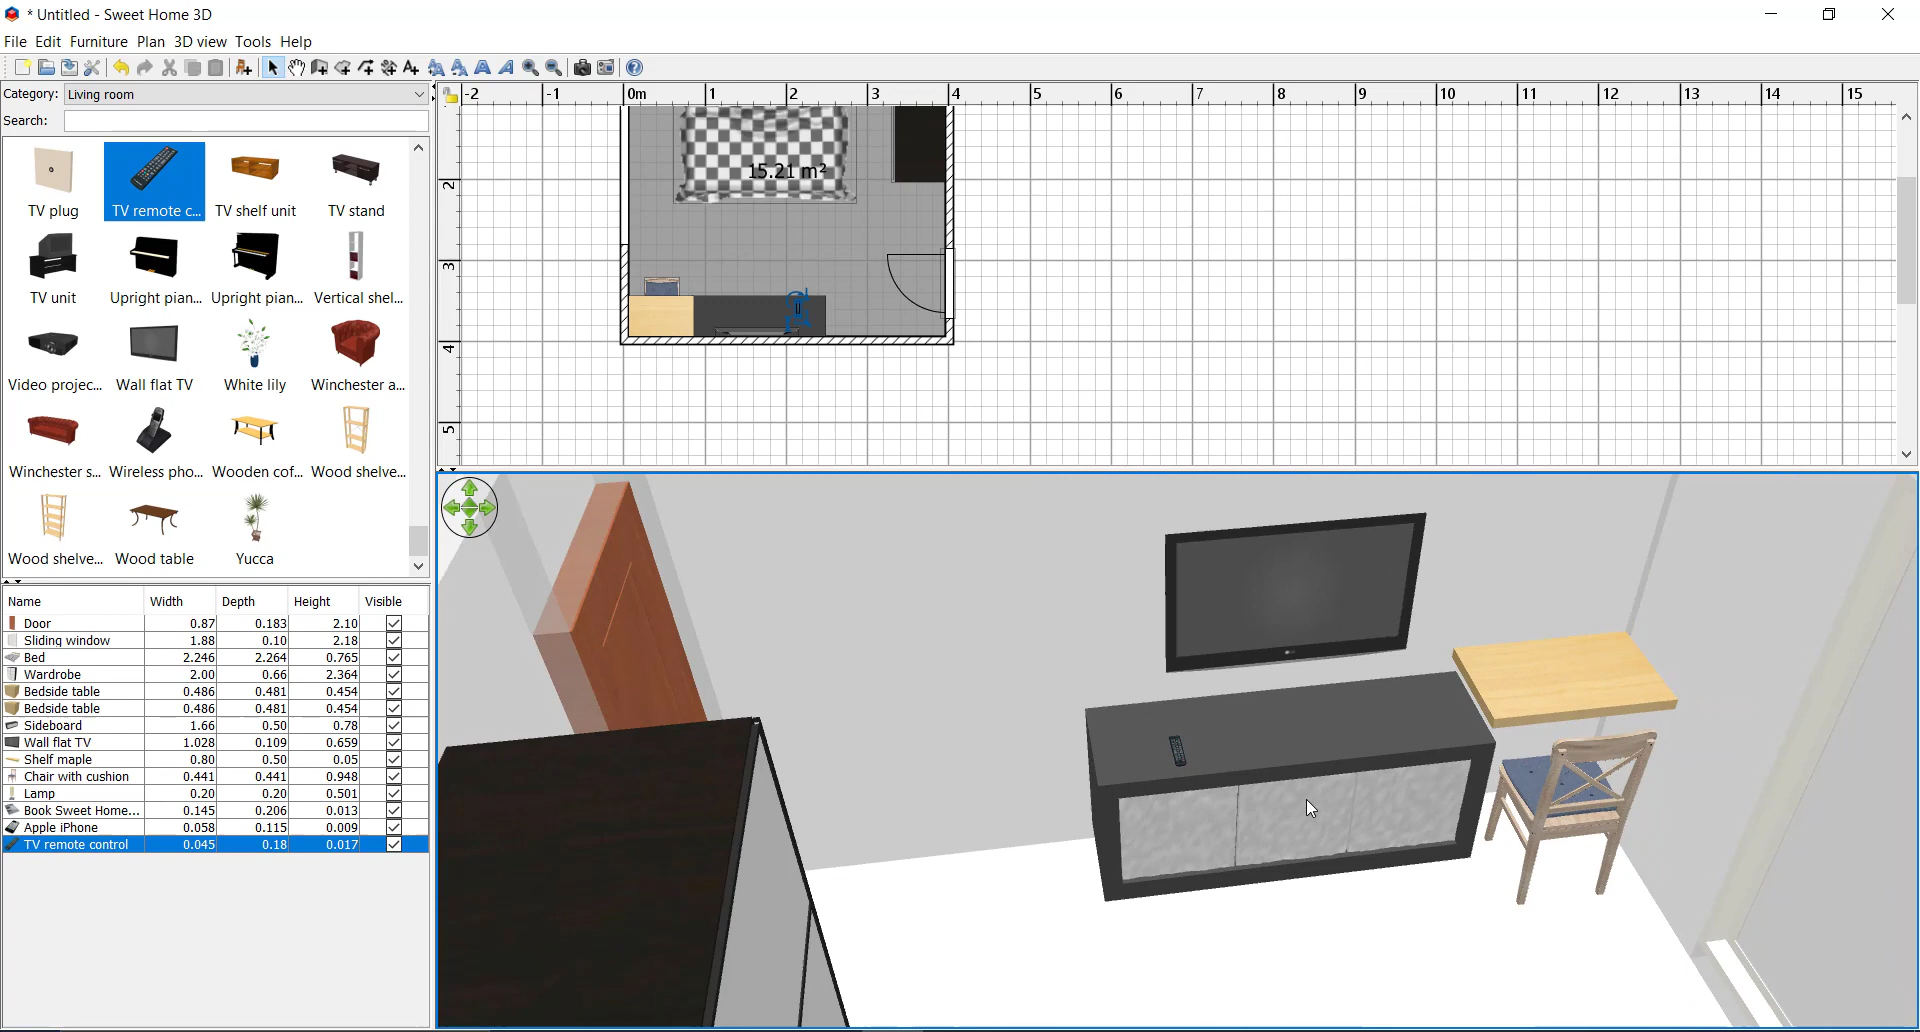 * Untitled - Sweet Home 3D
File Edit Furniture Plan 3D view Tools Help
Category: Living room
Search:
TV plug TV remote c... TV shelf unit TV stand
TV unit Upright pian... Upright pian... Vertical shel...
Video projec... Wall flat TV White lily Winchester a...
Winchester s... Wireless pho... Wooden cof... Wood shelve...
Wood shelve... Wood table Yucca
Name Width Depth Height Visible
Door 0.87 0.183 2.10
Sliding window 1.88 0.10 2.18
Bed 2.246 2.264 0.765
Wardrobe 2.00 0.66 2.364
Bedside table 0.486 0.481 0.454
Bedside table 0.486 0.481 0.454
Sideboard 1.66 0.50 0.78
Wall flat TV 1.028 0.109 0.659
Shelf maple 0.80 0.50 0.05
Chair with cushion 0.441 0.441 0.948
Lamp 0.20 0.20 0.501
Book Sweet Home... 0.145 0.206 0.013
Apple iPhone 0.058 0.115 0.009
TV remote control 0.045 0.18 0.017
-2 -1 0m 1 2 3 4 5 6 7 8 9 10 11 12 13 14 15
2
3
4
5
15.21 m²